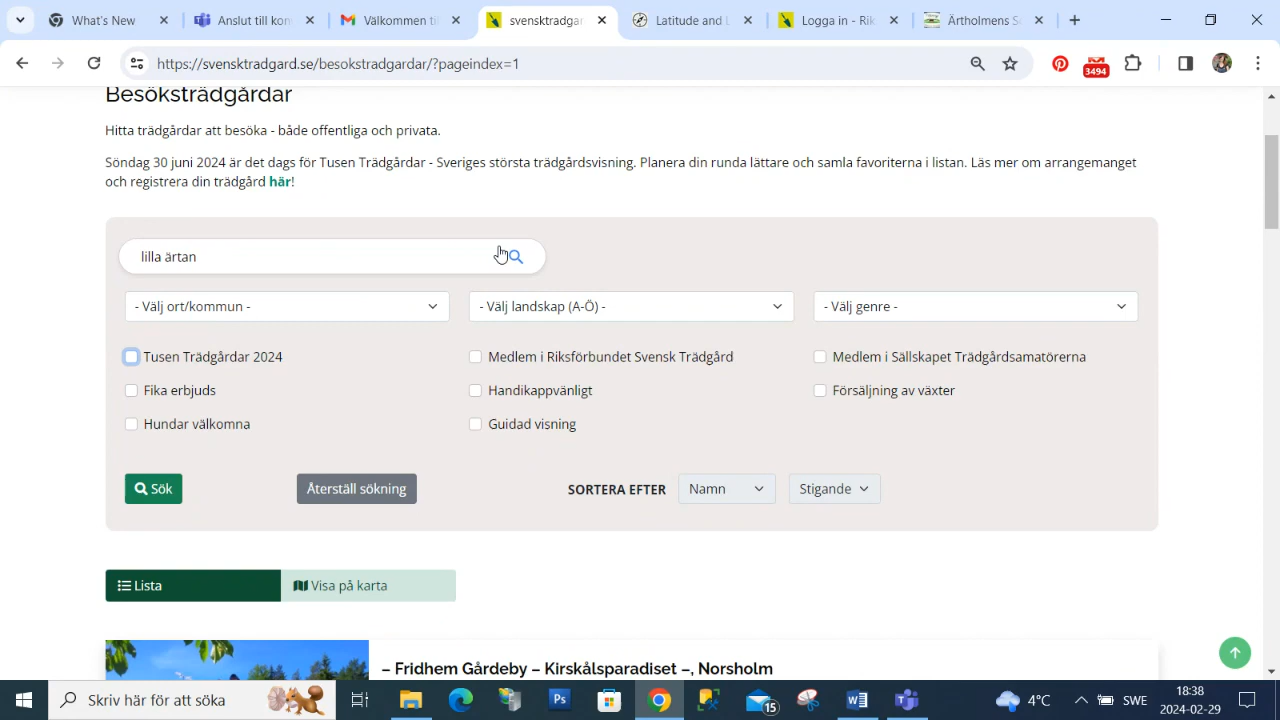 What's New
Anslut till kon
Välkommen ti
svensktradgar
Latitude and L
Logga in - Rik
Ärtholmens S
https://svensktradgard.se/besokstradgardar/?pageindex=1
3494
Besöksträdgårdar
Hitta trädgårdar att besöka - både offentliga och privata.
Söndag 30 juni 2024 är det dags för Tusen Trädgårdar - Sveriges största trädgårdsvisning. Planera din runda lättare och samla favoriterna i listan. Läs mer om arrangemanget
och registrera din trädgård här!
lilla ärtan
- Välj ort/kommun -
- Välj landskap (A-Ö) -
- Välj genre -
Tusen Trädgårdar 2024
Medlem i Riksförbundet Svensk Trädgård
Medlem i Sällskapet Trädgårdsamatörerna
Fika erbjuds
Handikappvänligt
Försäljning av växter
Hundar välkomna
Guidad visning
Sök
Återställ sökning
SORTERA EFTER
Namn
Stigande
Lista
Visa på karta
– Fridhem Gårdeby – Kirskålsparadiset –, Norsholm
Skriv här för att söka
Ps
15
4°C
SWE
18:38
2024-02-29